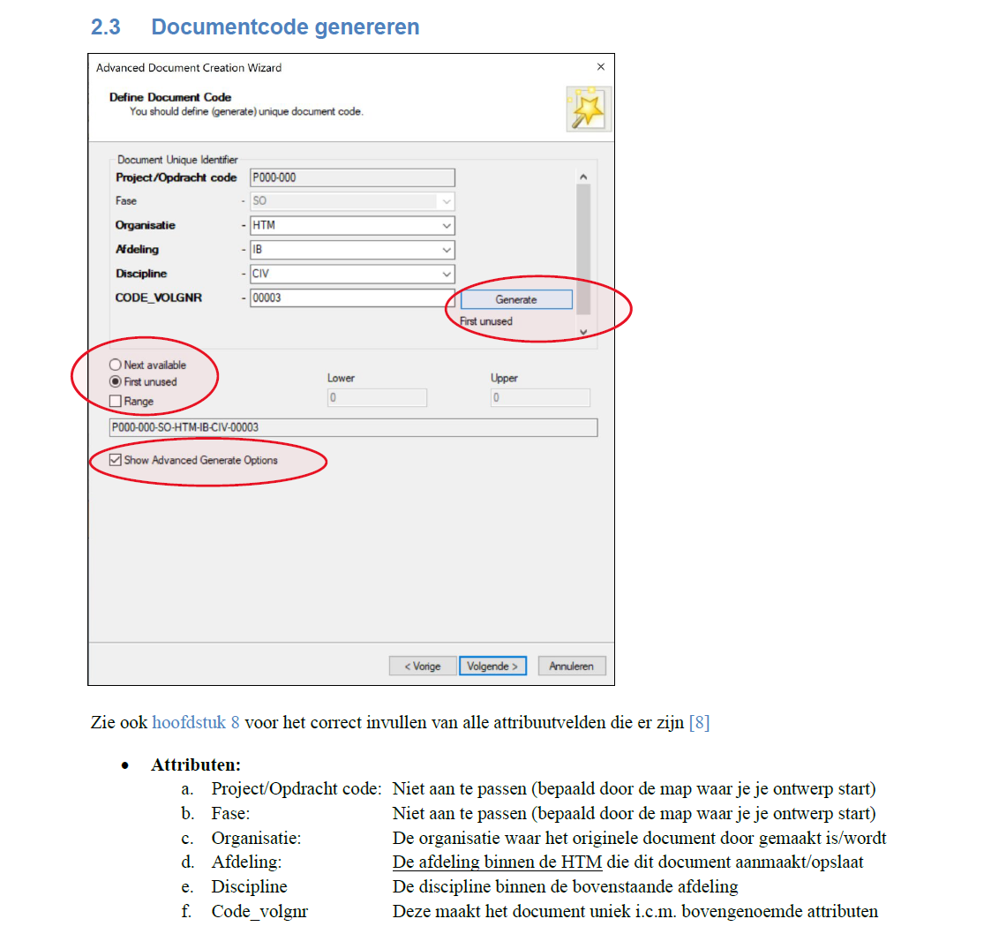 2.3 Documentcode genereren
Advanced Document Creation Wizard
Define Document Code
You should define (generate) unique document code.
Document Unique Identifier
Project/Opdracht code P000-000
Fase - SO
Organisatie - HTM
Afdeling - IB
Discipline - CIV
CODE_VOLGNR - 00003 Generate
First unused
Next available
First unused
Range
Lower Upper
0 0
P000-000-SO-HTM-IB-CIV-00003
Show Advanced Generate Options
< Vorige Volgende > Annuleren
Zie ook hoofdstuk 8 voor het correct invullen van alle attribuutvelden die er zijn [8]
• Attributen:
a. Project/Opdracht code: Niet aan te passen (bepaald door de map waar je je ontwerp start)
b. Fase: Niet aan te passen (bepaald door de map waar je je ontwerp start)
c. Organisatie: De organisatie waar het originele document door gemaakt is/wordt
d. Afdeling: De afdeling binnen de HTM die dit document aanmaakt/opslaat
e. Discipline De discipline binnen de bovenstaande afdeling
f. Code_volgnr Deze maakt het document uniek i.c.m. bovengenoemde attributen